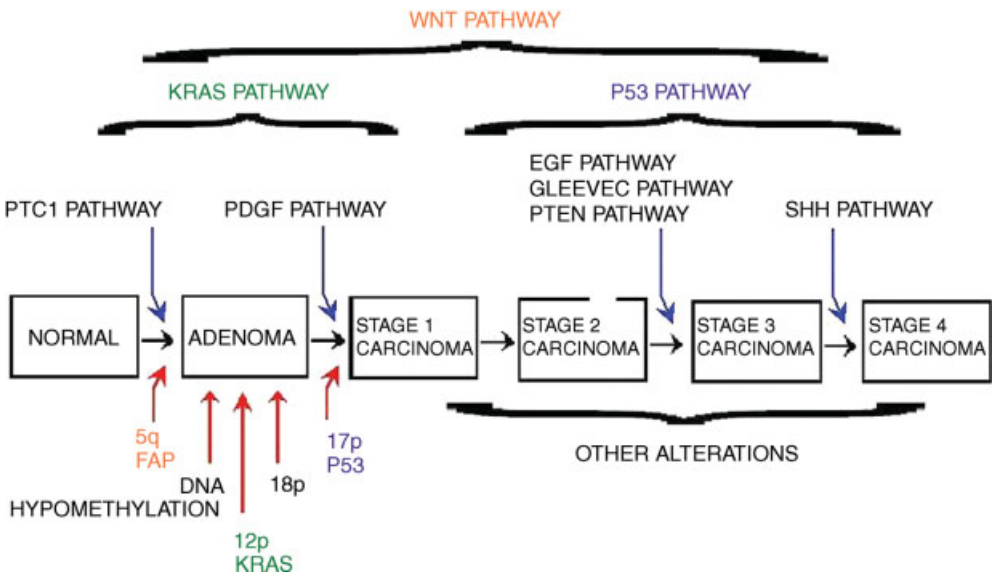 WNT PATHWAY
KRAS PATHWAY
P53 PATHWAY
EGF PATHWAY
GLEEVEC PATHWAY
PTEN PATHWAY
PTC1 PATHWAY
PDGF PATHWAY
SHH PATHWAY
NORMAL
ADENOMA
STAGE 1
CARCINOMA
STAGE 2
CARCINOMA
STAGE 3
CARCINOMA
STAGE 4
CARCINOMA
5q
FAP
DNA
HYPOMETHYLATION
12p
KRAS
18p
17p
P53
OTHER ALTERATIONS